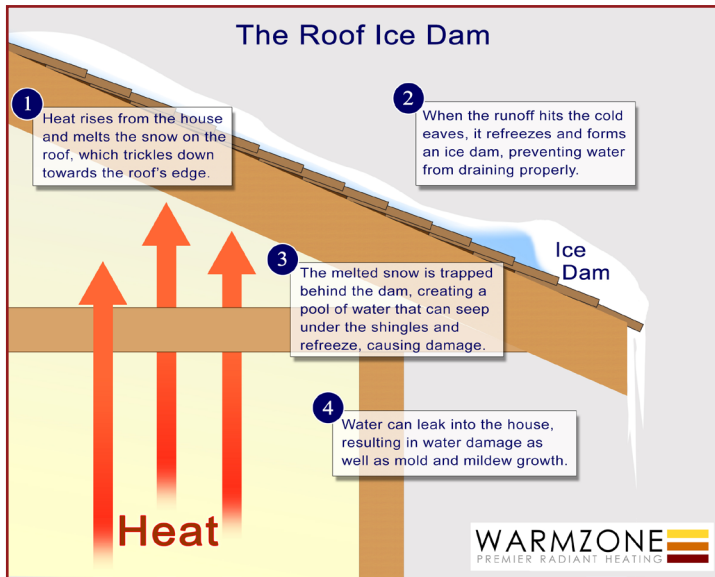 The Roof Ice Dam
1
Heat rises from the house
and melts the snow on the
roof, which trickles down
towards the roof's edge.
2
When the runoff hits the cold
eaves, it refreezes and forms
an ice dam, preventing water
from draining properly.
Ice
Dam
3
The melted snow is trapped
behind the dam, creating a
pool of water that can seep
under the shingles and
refreeze, causing damage.
4
Water can leak into the house,
resulting in water damage as
well as mold and mildew growth.
Heat
WARMZONE
PREMIER RADIANT HEATING